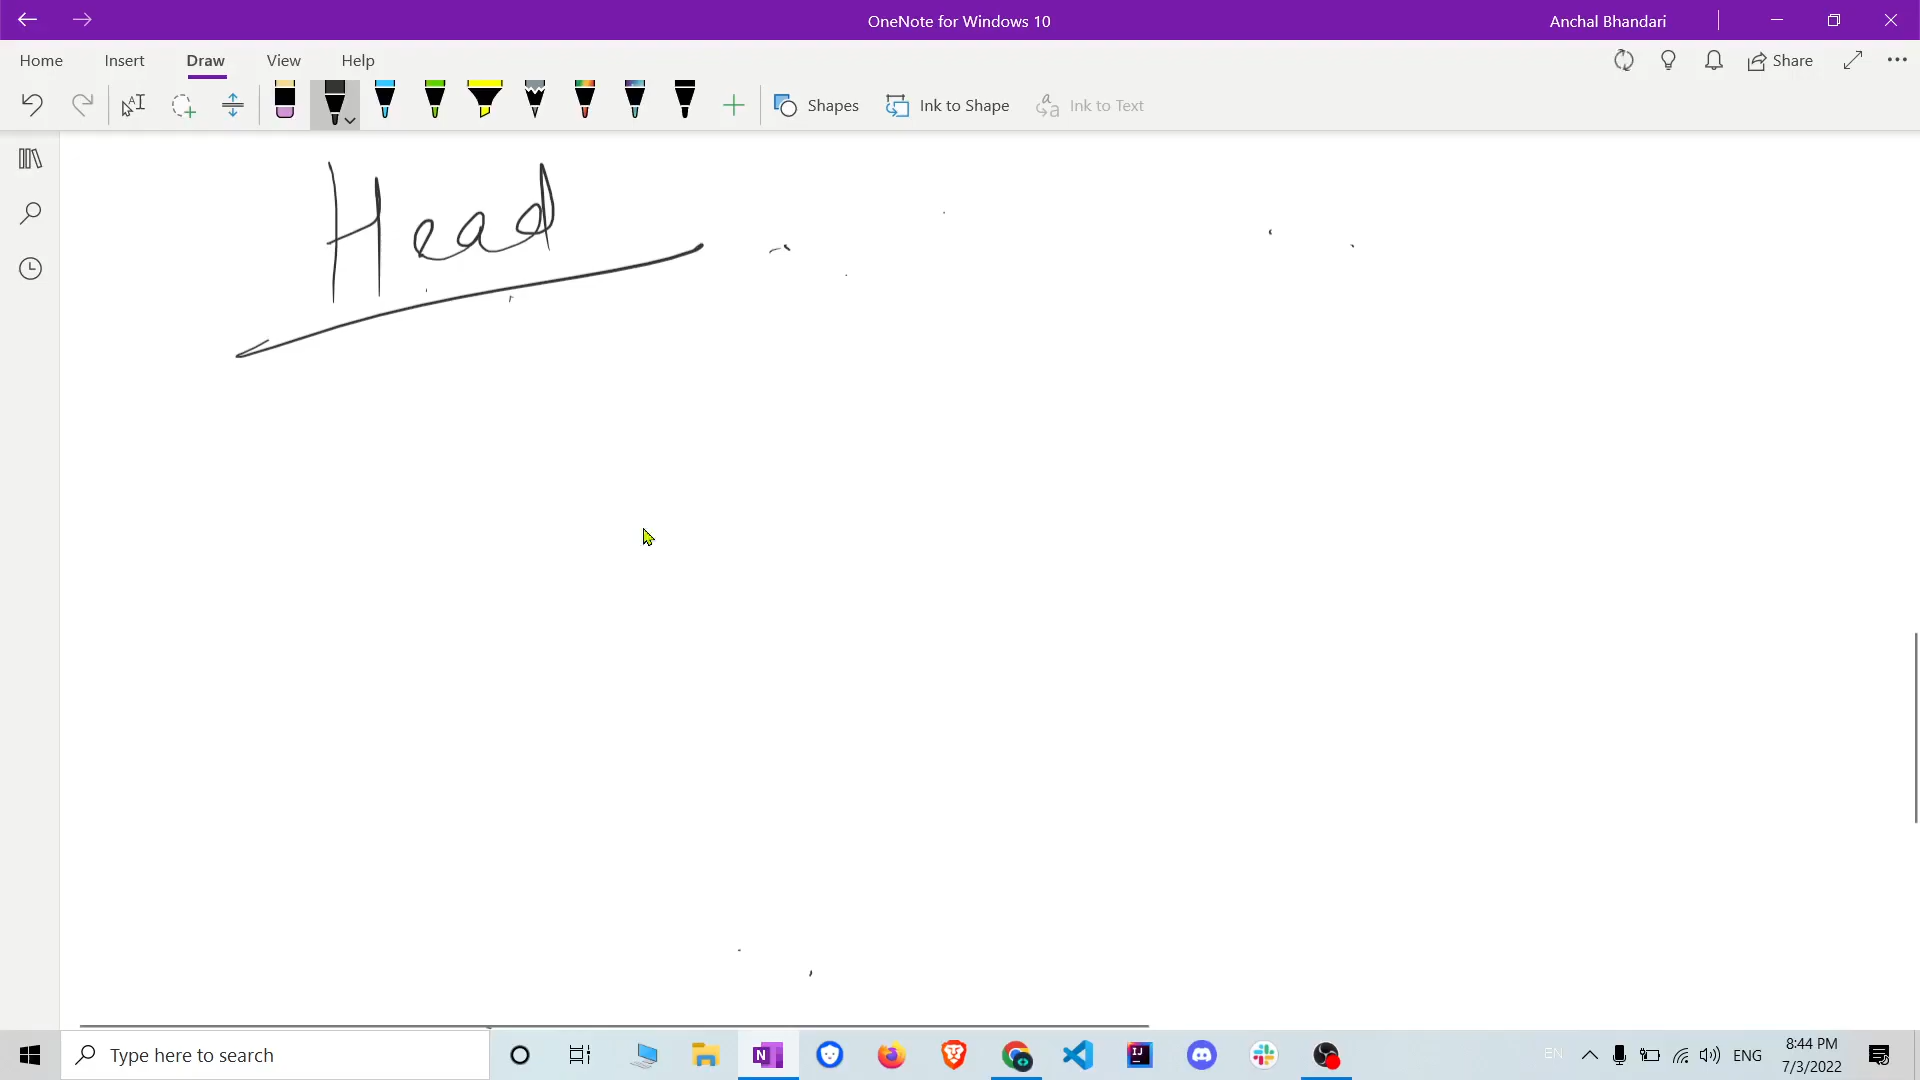 OneNote for Windows 10
Anchal Bhandari
Home Insert Draw View Help
Share
Shapes Ink to Shape Ink to Text
Head
Type here to search
EN ENG
8:44 PM
7/3/2022